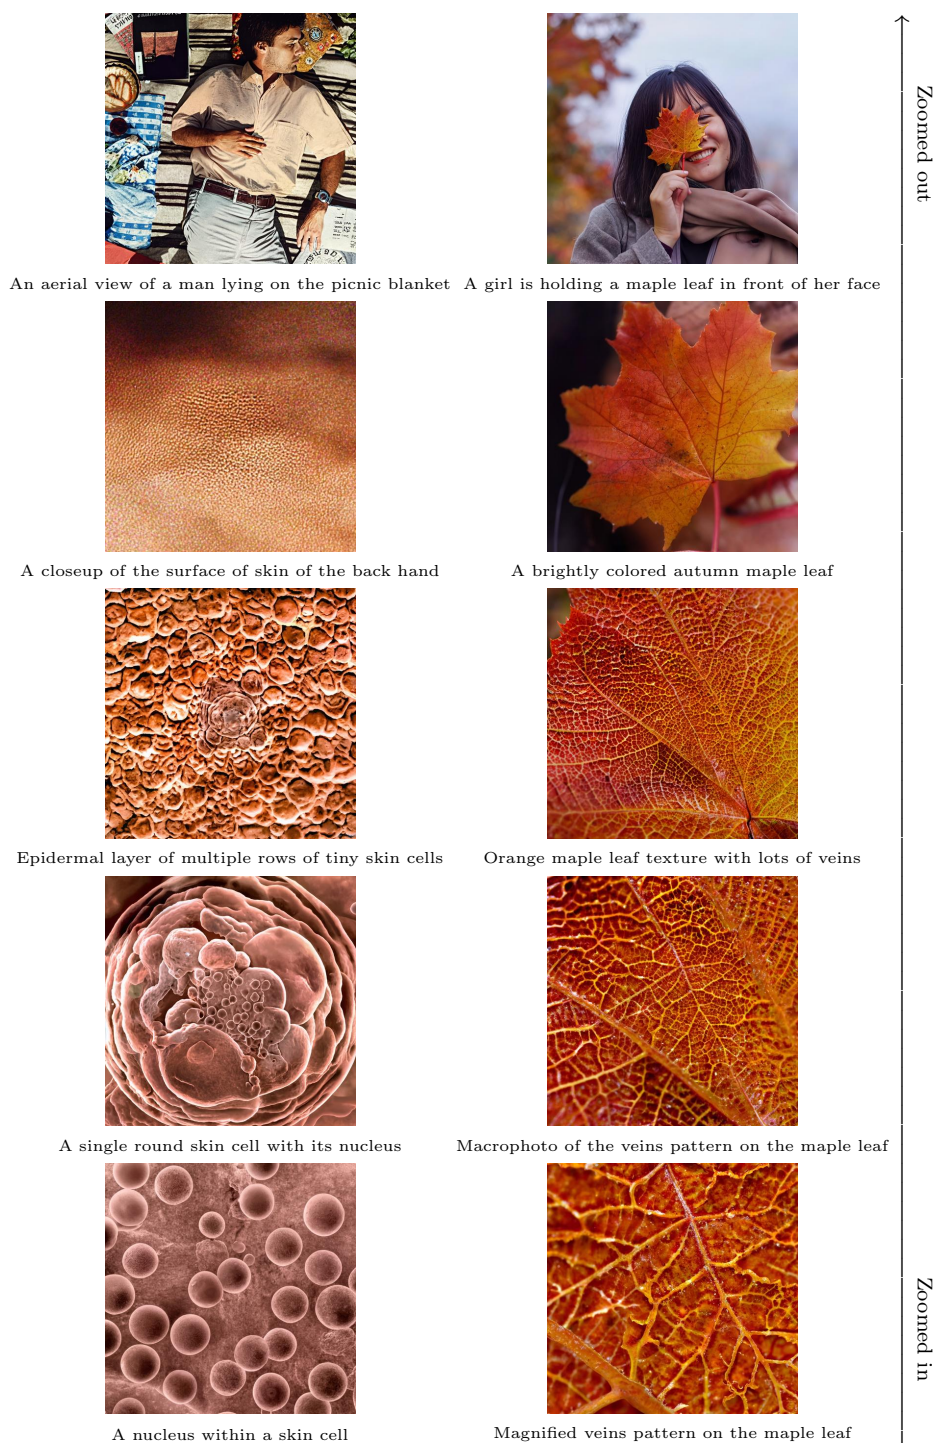 Zoomed out
An aerial view of a man lying on the picnic blanket
A girl is holding a maple leaf in front of her face
A closeup of the surface of skin of the back hand
A brightly colored autumn maple leaf
Epidermal layer of multiple rows of tiny skin cells
Orange maple leaf texture with lots of veins
A single round skin cell with its nucleus
Macrophoto of the veins pattern on the maple leaf
Zoomed in
A nucleus within a skin cell
Magnified veins pattern on the maple leaf